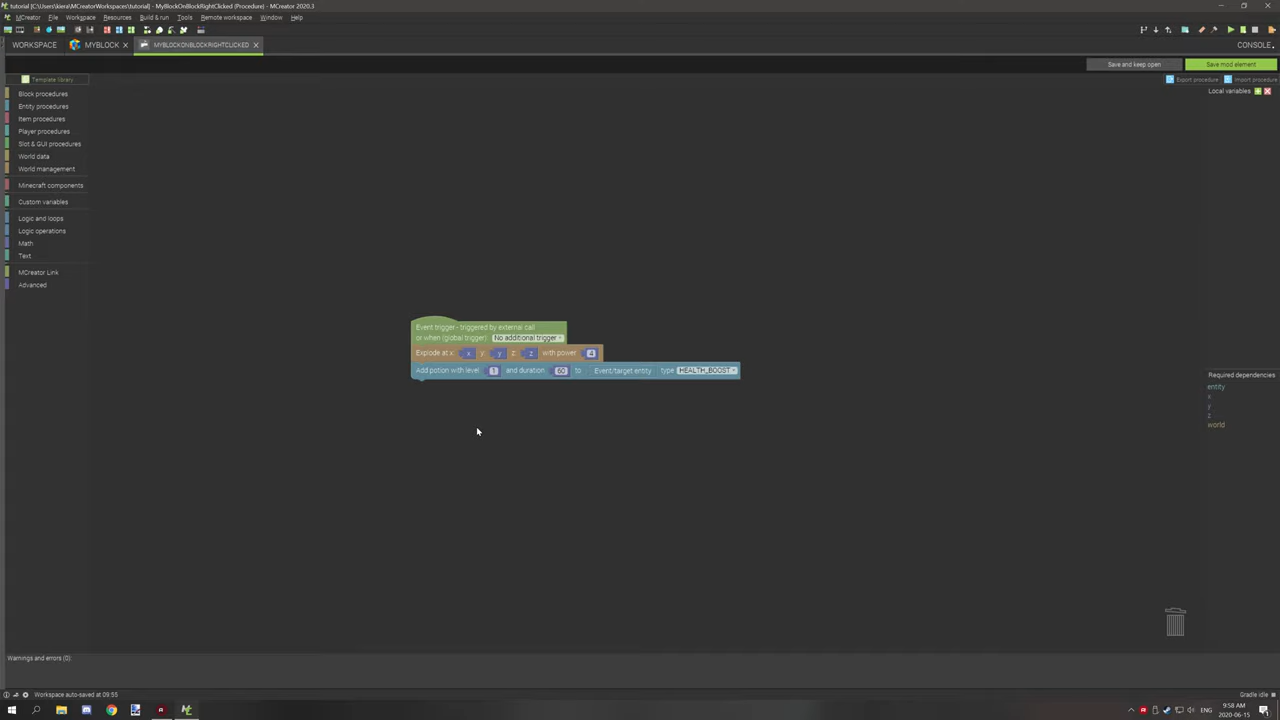 tutorial [C:\Users\kiera\MCreatorWorkspaces\tutorial] - MyBlockOnBlockRightClicked (Procedure) - MCreator 2020.3
MCreator File Workspace Resources Build & run Tools Remote workspace Window Help
WORKSPACE MYBLOCK MYBLOCKONBLOCKRIGHTCLICKED CONSOLE
Save and keep open Save mod element
Template library Export procedure Import procedure
Local variables
Block procedures
Entity procedures
Item procedures
Player procedures
Slot & GUI procedures
World data
World management
Minecraft components
Custom variables
Logic and loops
Logic operations
Math
Text
MCreator Link
Advanced
Event trigger - triggered by external call
or when (global trigger): No additional trigger
Explode at x: x y: y z: z with power 4
Add potion with level 1 and duration 60 to Event/target entity type HEALTH_BOOST
Required dependencies
entity
x
y
z
world
Warnings and errors (0):
Workspace auto-saved at 09:55 Gradle idle
ENG 9:58 AM
2020-06-15